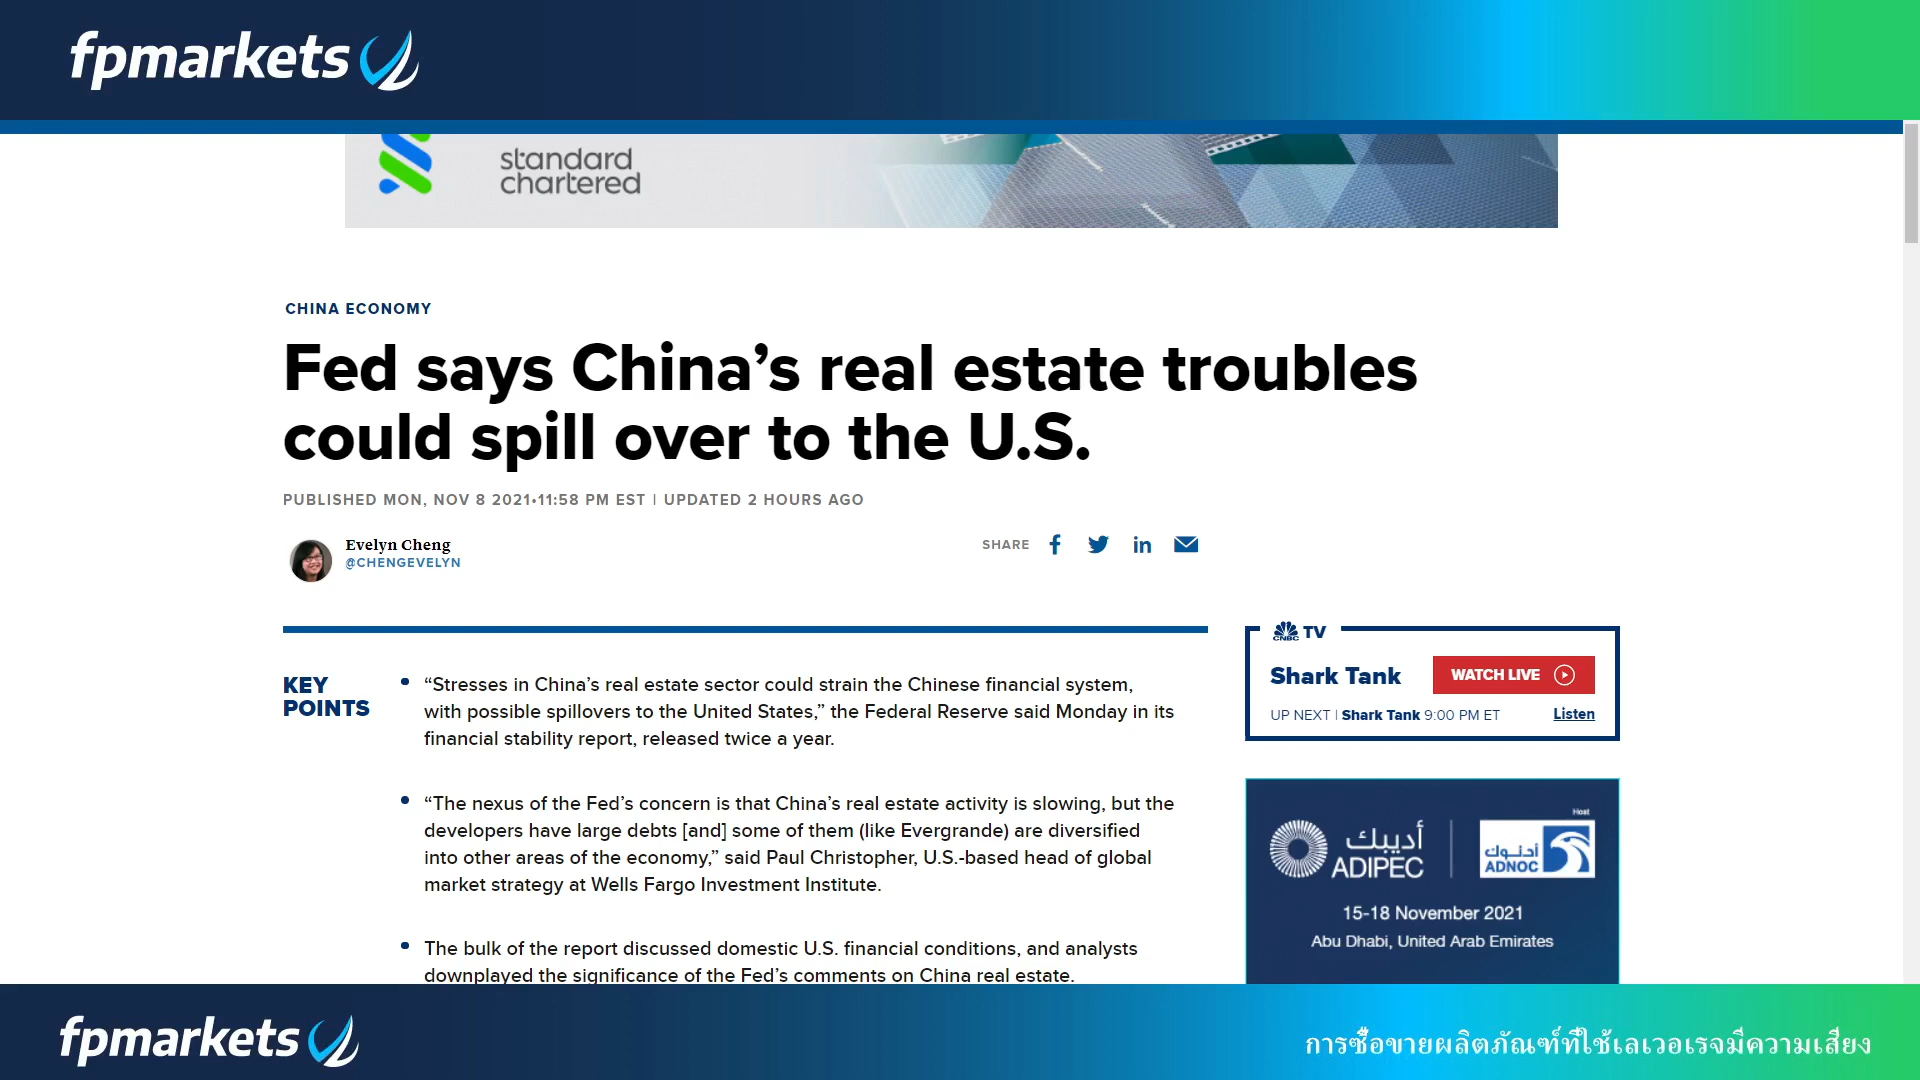 fpmarkets
standard
chartered
CHINA ECONOMY
Fed says China’s real estate troubles
could spill over to the U.S.
PUBLISHED MON, NOV 8 2021•11:58 PM EST | UPDATED 2 HOURS AGO
Evelyn Cheng
@CHENGEVELYN
SHARE
KEY
POINTS
“Stresses in China’s real estate sector could strain the Chinese financial system,
with possible spillovers to the United States,” the Federal Reserve said Monday in its
financial stability report, released twice a year.
“The nexus of the Fed’s concern is that China’s real estate activity is slowing, but the
developers have large debts [and] some of them (like Evergrande) are diversified
into other areas of the economy,” said Paul Christopher, U.S.-based head of global
market strategy at Wells Fargo Investment Institute.
The bulk of the report discussed domestic U.S. financial conditions, and analysts
downplayed the significance of the Fed’s comments on China real estate.
CNBC TV
Shark Tank
WATCH LIVE
UP NEXT | Shark Tank 9:00 PM ET
Listen
Host
أديبك
ADIPEC
أدنوك
ADNOC
15-18 November 2021
Abu Dhabi, United Arab Emirates
fpmarkets
การซื้อขายผลิตภัณฑ์ที่ใช้เลเวอเรจมีความเสี่ยง